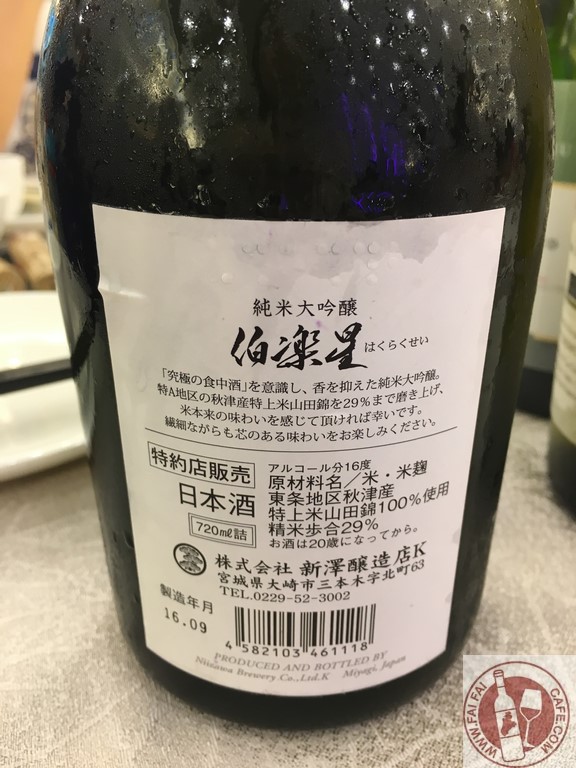 純米大吟醸
伯楽星 はくらくせい
「究極の食中酒」を意識し、香を抑えた純米大吟醸。
特A地区の秋津産特上米山田錦を29%まで磨き上げ、
米本来の味わいを感じて頂ければ幸いです。
繊細ながらも芯のある味わいをお楽しみください。
特約店販売
日本酒
720㎖詰
アルコール分16度
原材料名／米・米麹
東条地区秋津産
特上米山田錦100%使用
精米歩合29%
お酒は20歳になってから。
株式会社 新澤醸造店K
宮城県大崎市三本木字北町63
TEL.0229-52-3002
製造年月
16.09
4 582103 461118
PRODUCED AND BOTTLED BY
Niizawa Brewery Co.,Ltd.K Miyagi, Japan
WWW.FAIFAICAFE.COM